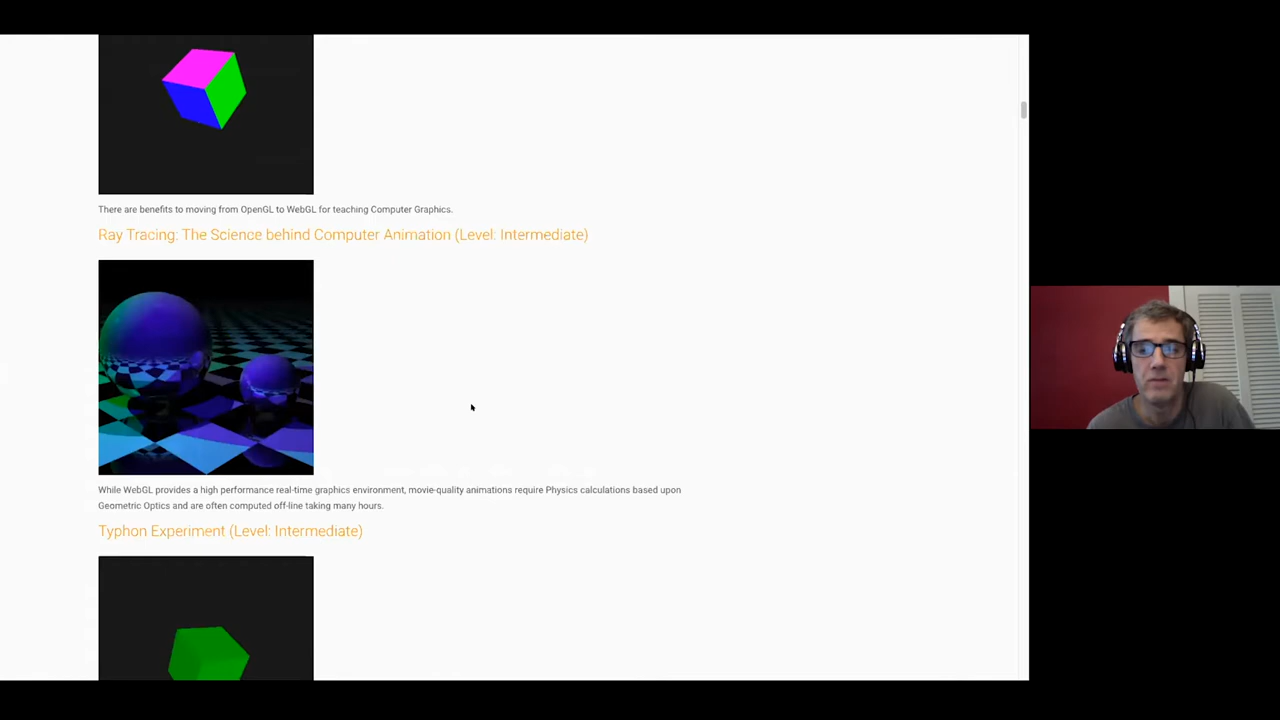 There are benefits to moving from OpenGL to WebGL for teaching Computer Graphics.
Ray Tracing: The Science behind Computer Animation (Level: Intermediate)
While WebGL provides a high performance real-time graphics environment, movie-quality animations require Physics calculations based upon
Geometric Optics and are often computed off-line taking many hours.
Typhon Experiment (Level: Intermediate)